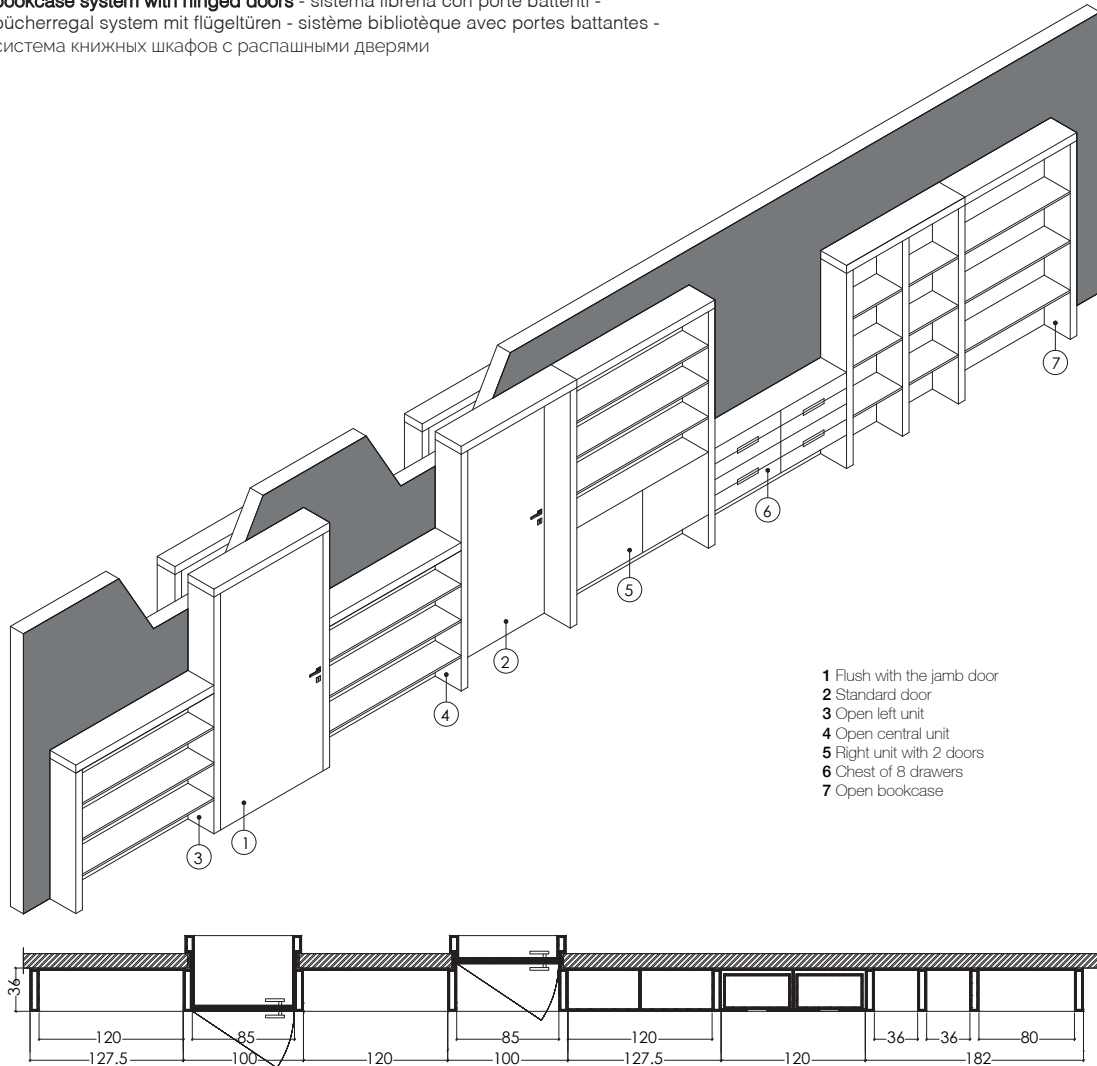 bookcase system with hinged doors - sistema libreria con porte battenti -
bücherregal system mit flügeltüren - sistème bibliotèque avec portes battantes -
система книжных шкафов с распашными дверями
7
6
5
2
4
1
3
1 Flush with the jamb door
2 Standard door
3 Open left unit
4 Open central unit
5 Right unit with 2 doors
6 Chest of 8 drawers
7 Open bookcase
36
120 85 85 120 36 36 80
127.5 100 120 100 127.5 120 182